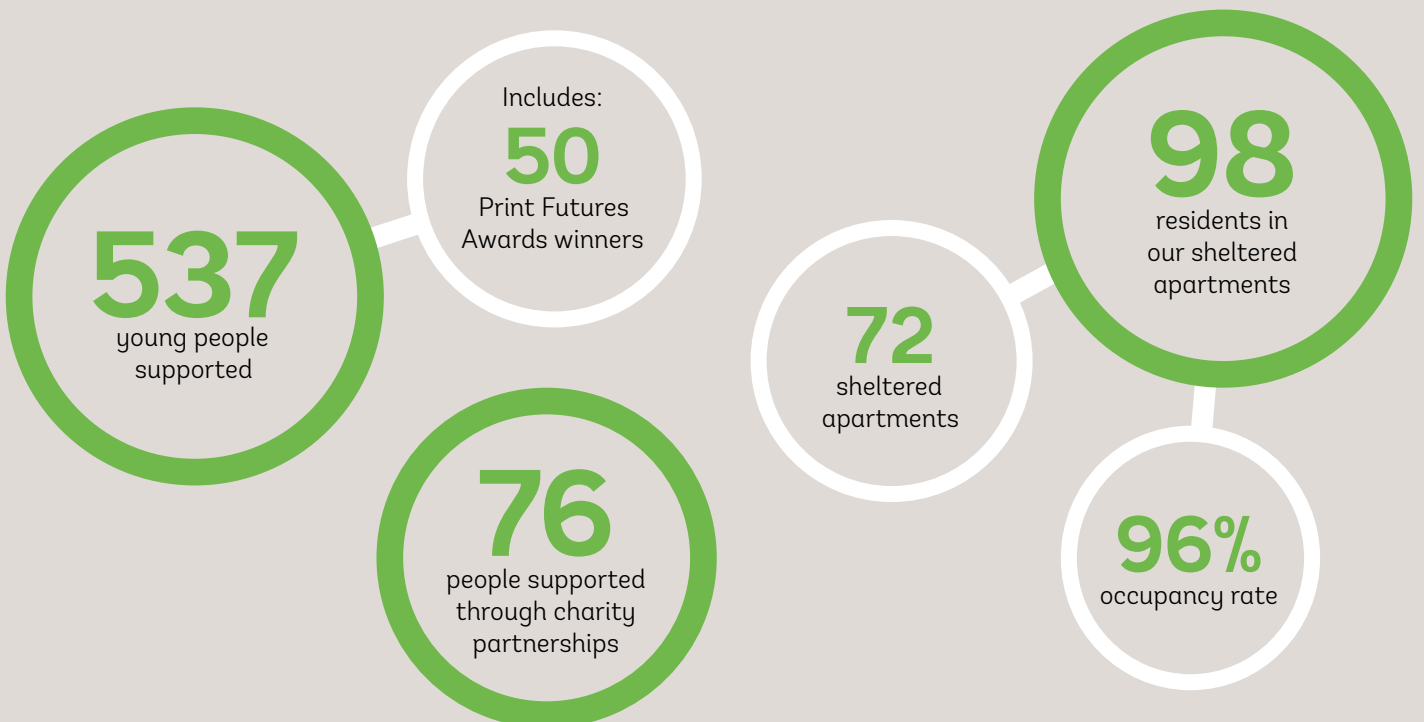 537
young people
supported
Includes:
50
Print Futures
Awards winners
76
people supported
through charity
partnerships
72
sheltered
apartments
98
residents in
our sheltered
apartments
96%
occupancy rate